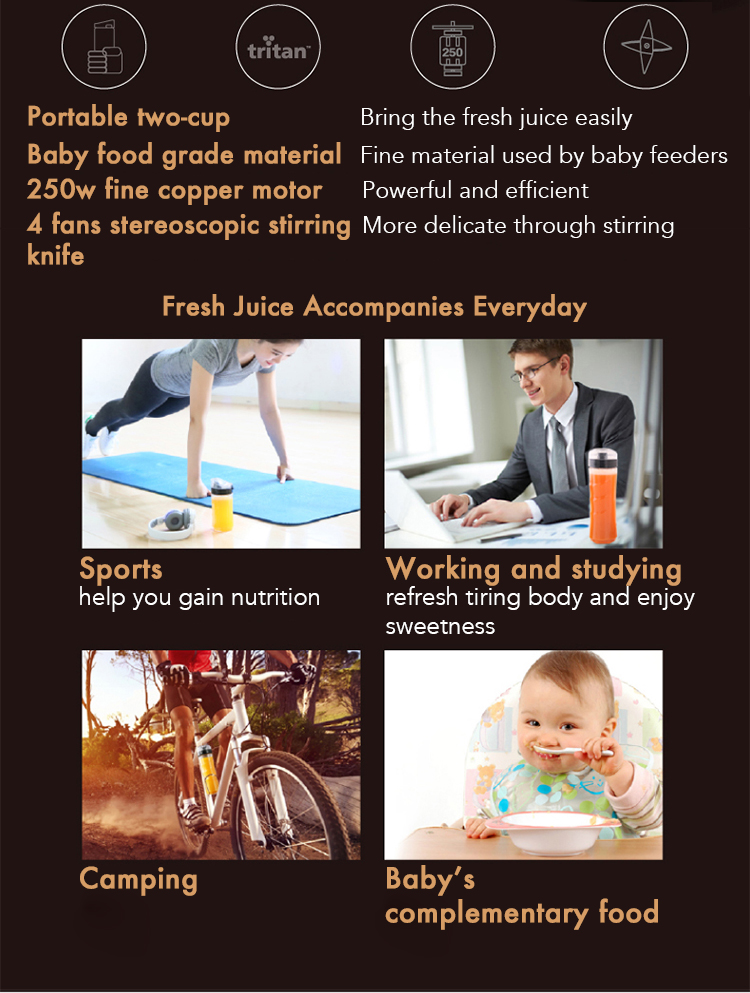 tritan™
250
Portable two-cup
Bring the fresh juice easily
Baby food grade material
Fine material used by baby feeders
250w fine copper motor
Powerful and efficient
4 fans stereoscopic stirring
knife
More delicate through stirring
Fresh Juice Accompanies Everyday
Sports
help you gain nutrition
Working and studying
refresh tiring body and enjoy
sweetness
Camping
Baby’s
complementary food